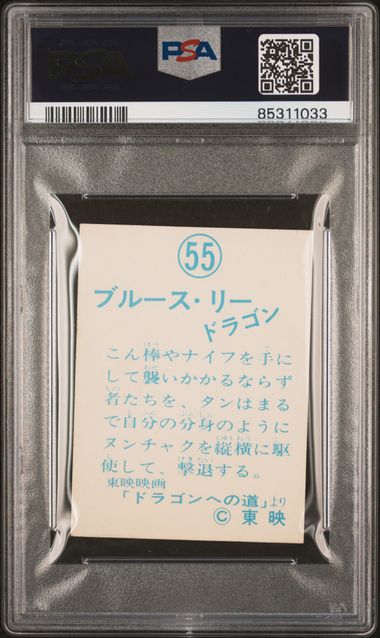 PSA
PSA
85311033
55
ブルース・リー
ドラゴン
こん棒やナイフを手に
して襲いかかるならず
者たちを、タンはまる
で自分の分身のように
ヌンチャクを縦横に駆
使して、撃退する。
東映映画
「ドラゴンへの道」より
© 東映